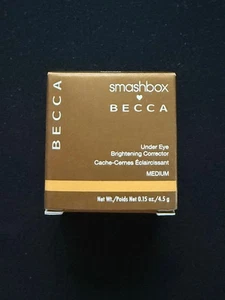 BECCA
smashbox
♥
BECCA
Under Eye
Brightening Corrector
Cache-Cernes Éclaircissant
MEDIUM
Net Wt./Poids Net 0.15 oz./4.5 g